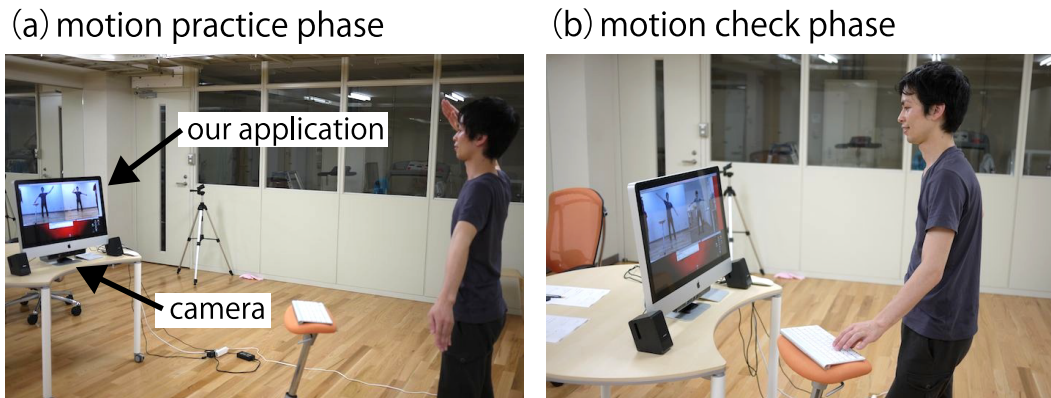 (a) motion practice phase
(b) motion check phase
our application
camera